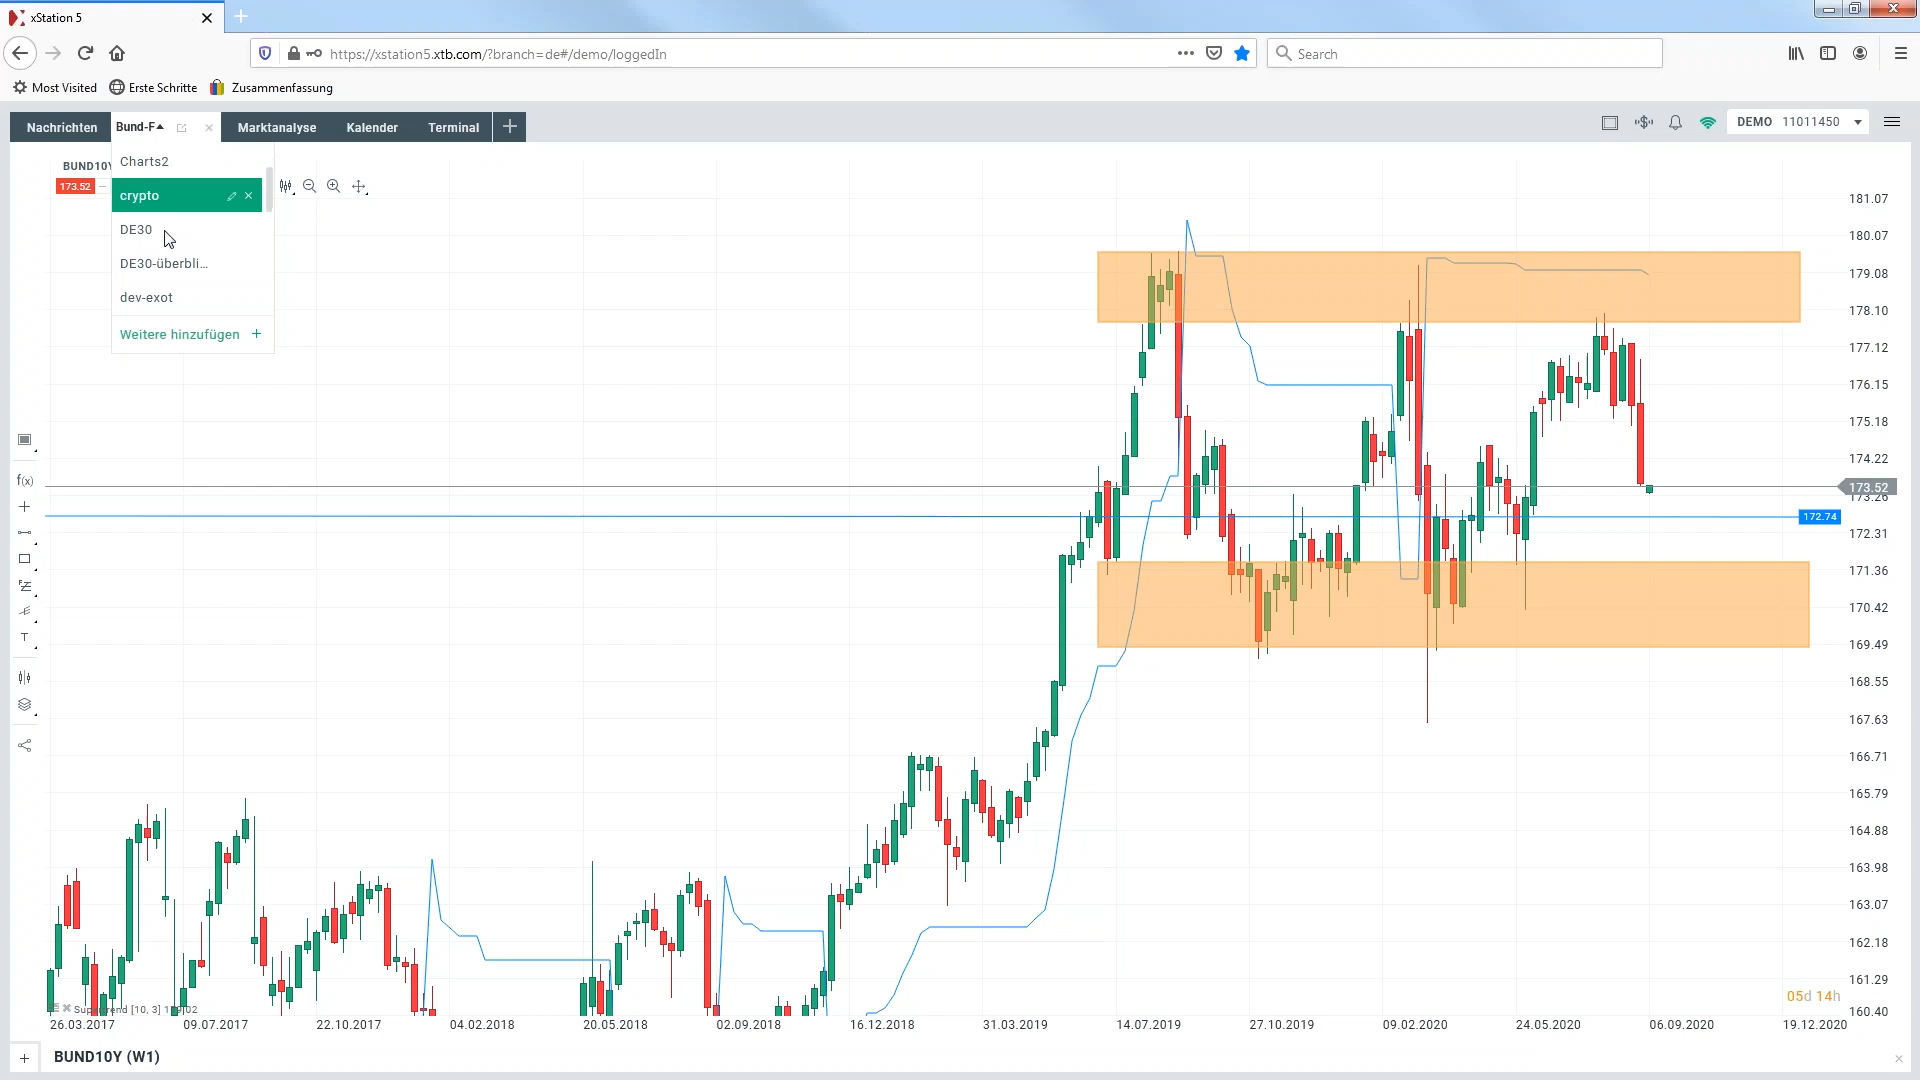 xStation 5
https://xstation5.xtb.com/?branch=de#/demo/loggedIn
Search
Most Visited
Erste Schritte
Zusammenfassung
Nachrichten
Bund-F
Marktanalyse
Kalender
Terminal
DEMO 11011450
BUND10Y
173.52
Charts2
crypto
DE30
DE30-überbli...
dev-exot
Weitere hinzufügen +
f(x)
T
181.07
180.07
179.08
178.10
177.12
176.15
175.18
174.22
173.52
173.26
172.74
172.31
171.36
170.42
169.49
168.55
167.63
166.71
165.79
164.88
163.98
163.07
162.18
161.29
160.40
05d 14h
26.03.2017
09.07.2017
22.10.2017
04.02.2018
20.05.2018
02.09.2018
16.12.2018
31.03.2019
14.07.2019
27.10.2019
09.02.2020
24.05.2020
06.09.2020
19.12.2020
BUND10Y (W1)